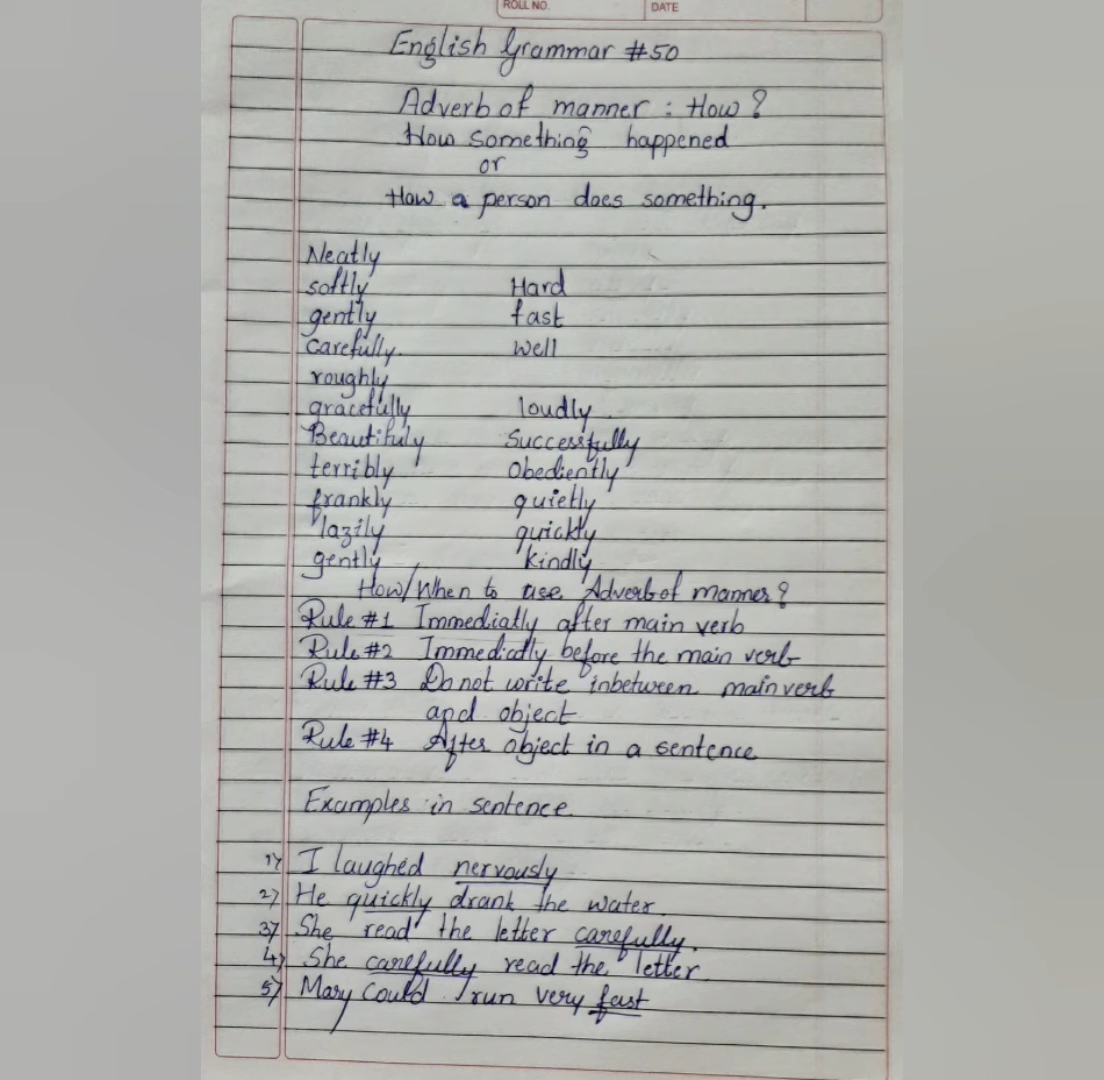 ROLL NO. DATE
English Grammar #50
Adverb of manner : How ?
How something happened
or
How a person does something.
Neatly
softly Hard
gently fast
carefully. well
roughly
gracefully loudly
Beautifuly Successfully
terribly Obediently
frankly quietly
lazily quickly
gently kindly
How/When to use Adverb of manner ?
Rule #1 Immediatly after main verb
Rule #2 Immediatly before the main verb
Rule #3 Do not write inbetween main verb
and object
Rule #4 After object in a sentence
Examples in sentence
1) I laughed nervously
2) He quickly drank the water.
3) She read the letter carefully.
4) She carefully read the letter
5) Mary could run very fast